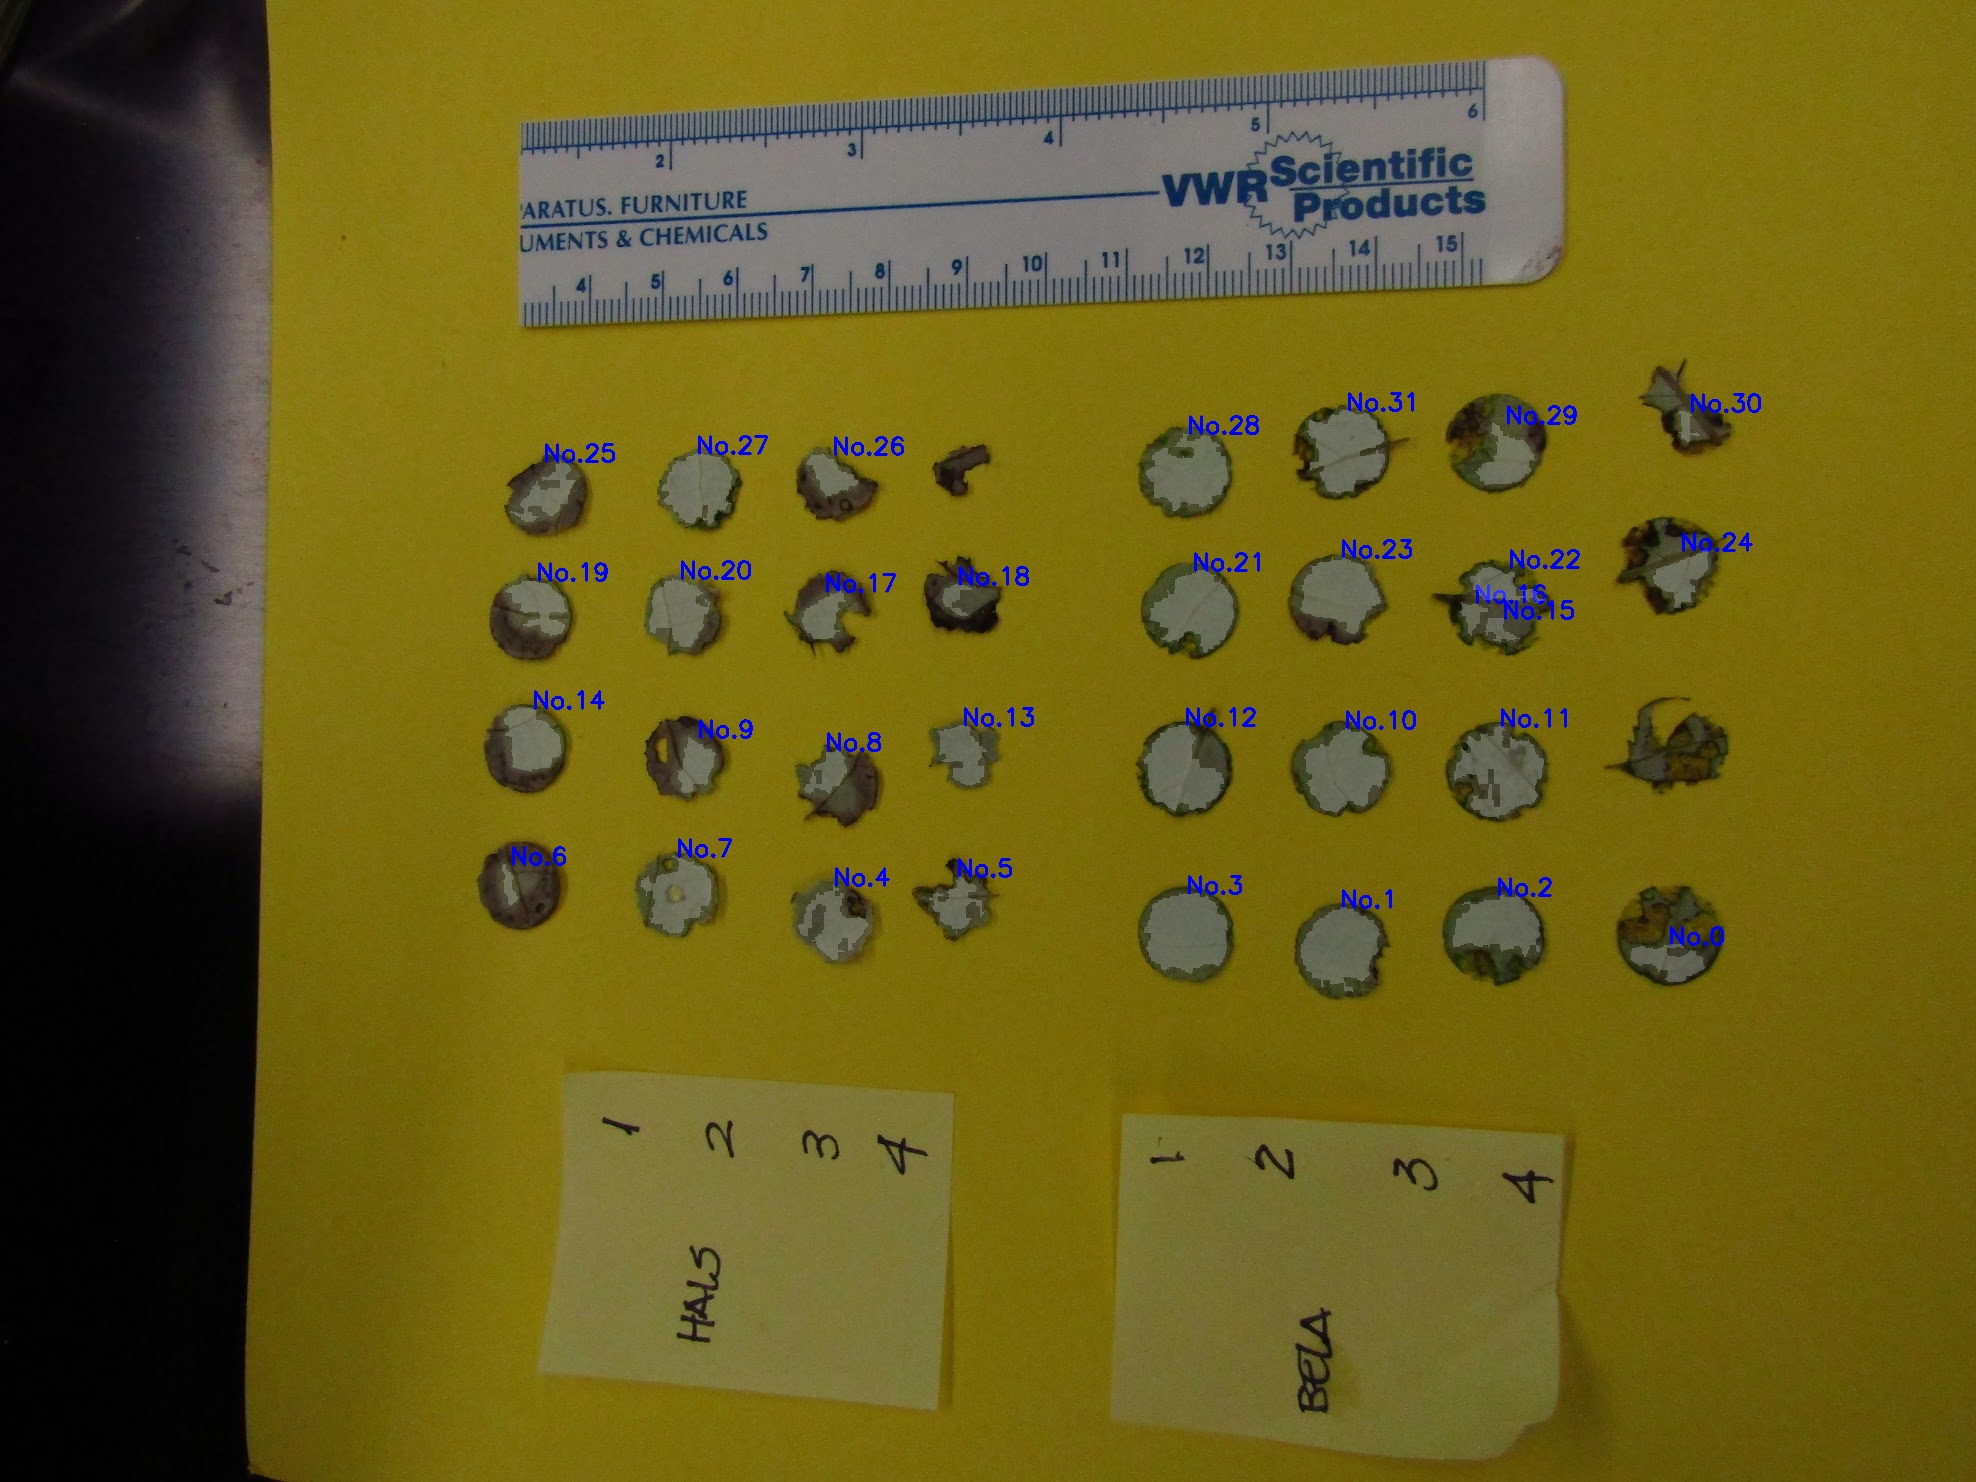 2 3 4 5 6
VWR Scientific Products
'ARATUS. FURNITURE
UMENTS & CHEMICALS
4 5 6 7 8 9 10 11 12 13 14 15
No.30
No.31
No.29
No.28
No.25
No.27
No.26
No.24
No.23
No.22
No.21
No.19
No.20
No.17
No.18
No.16
No.15
No.14
No.9
No.8
No.13
No.12
No.10
No.11
No.6
No.7
No.4
No.5
No.3
No.1
No.2
No.0
1 2 3 4
HALS
1 2 3 4
BELA